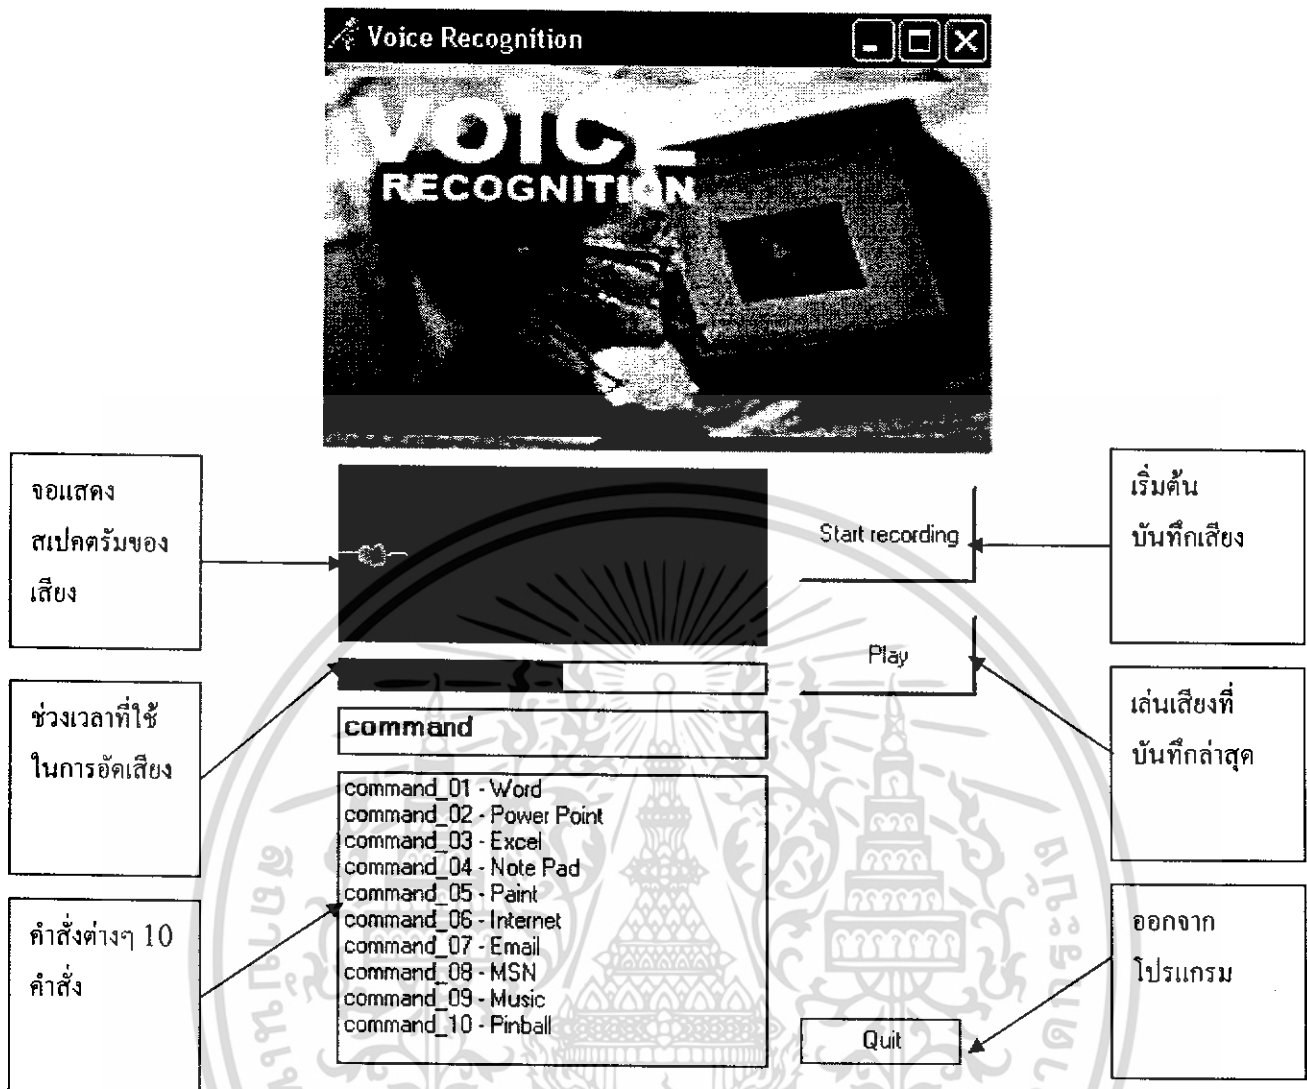 Voice Recognition
VOICE
RECOGNITION
จอแสดง
สเปคตรัมของ
เสียง
Start recording
เริ่มต้น
บันทึกเสียง
Play
ช่วงเวลาที่ใช้
ในการอัดเสียง
เล่นเสียงที่
บันทึกล่าสุด
command
command_01 - Word
command_02 - Power Point
command_03 - Excel
command_04 - Note Pad
command_05 - Paint
command_06 - Internet
command_07 - Email
command_08 - MSN
command_09 - Music
command_10 - Pinball
คำสั่งต่างๆ 10
คำสั่ง
ออกจาก
โปรแกรม
Quit